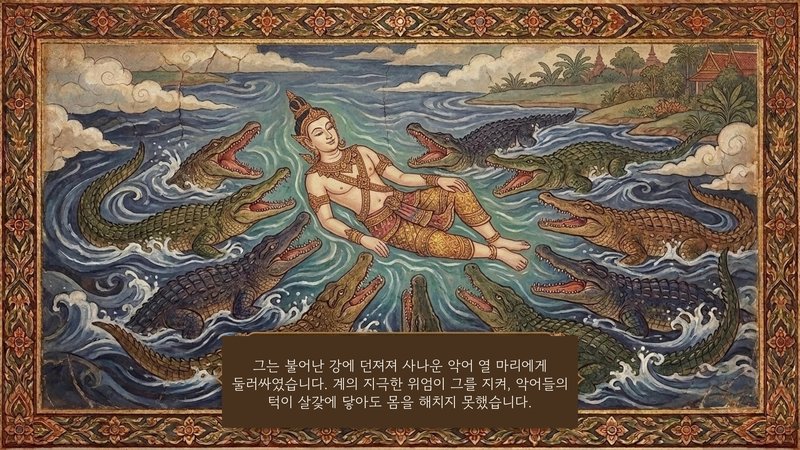 그는 불어난 강에 던져져 사나운 악어 열 마리에게
둘러싸였습니다. 계의 지극한 위엄이 그를 지켜, 악어들의
턱이 살갗에 닿아도 몸을 해치지 못했습니다.